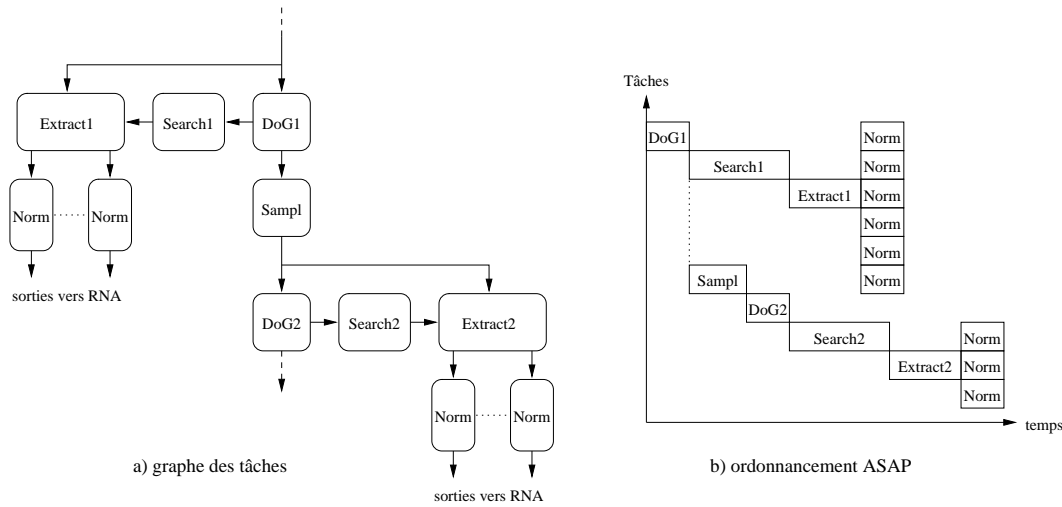 Extract1
Search1
DoG1
Norm
Norm
Sampl
sorties vers RNA
DoG2
Search2
Extract2
Norm
Norm
sorties vers RNA
a) graphe des tâches
Tâches
DoG1
Norm
Search1
Norm
Extract1
Norm
Norm
Norm
Sampl
Norm
DoG2
Search2
Norm
Extract2
Norm
Norm
temps
b) ordonnancement ASAP